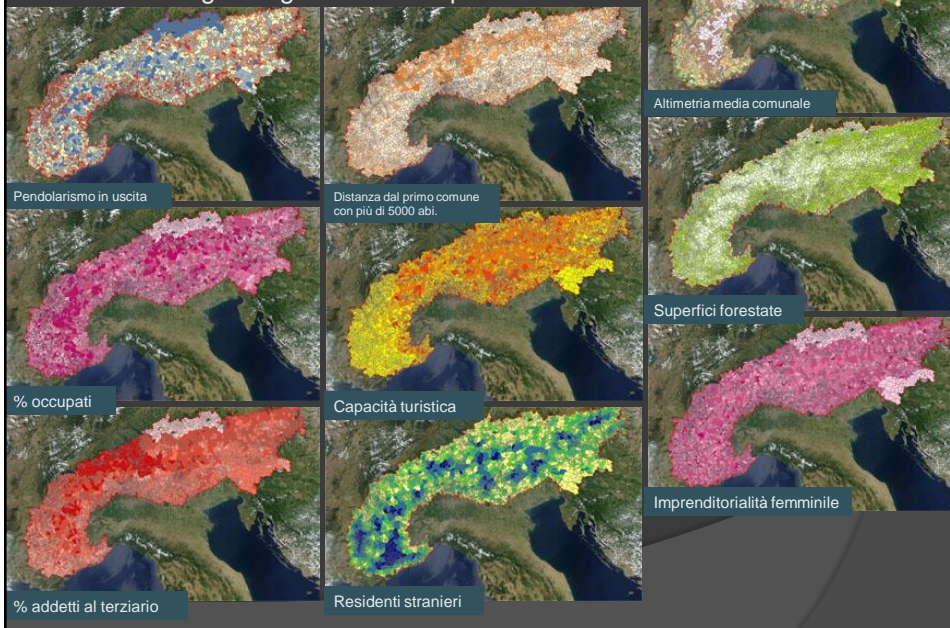 Pendolarismo in uscita
Distanza dal primo comune
con più di 5000 abi.
Altimetria media comunale
% occupati
Capacità turistica
Superfici forestate
% addetti al terziario
Residenti stranieri
Imprenditorialità femminile